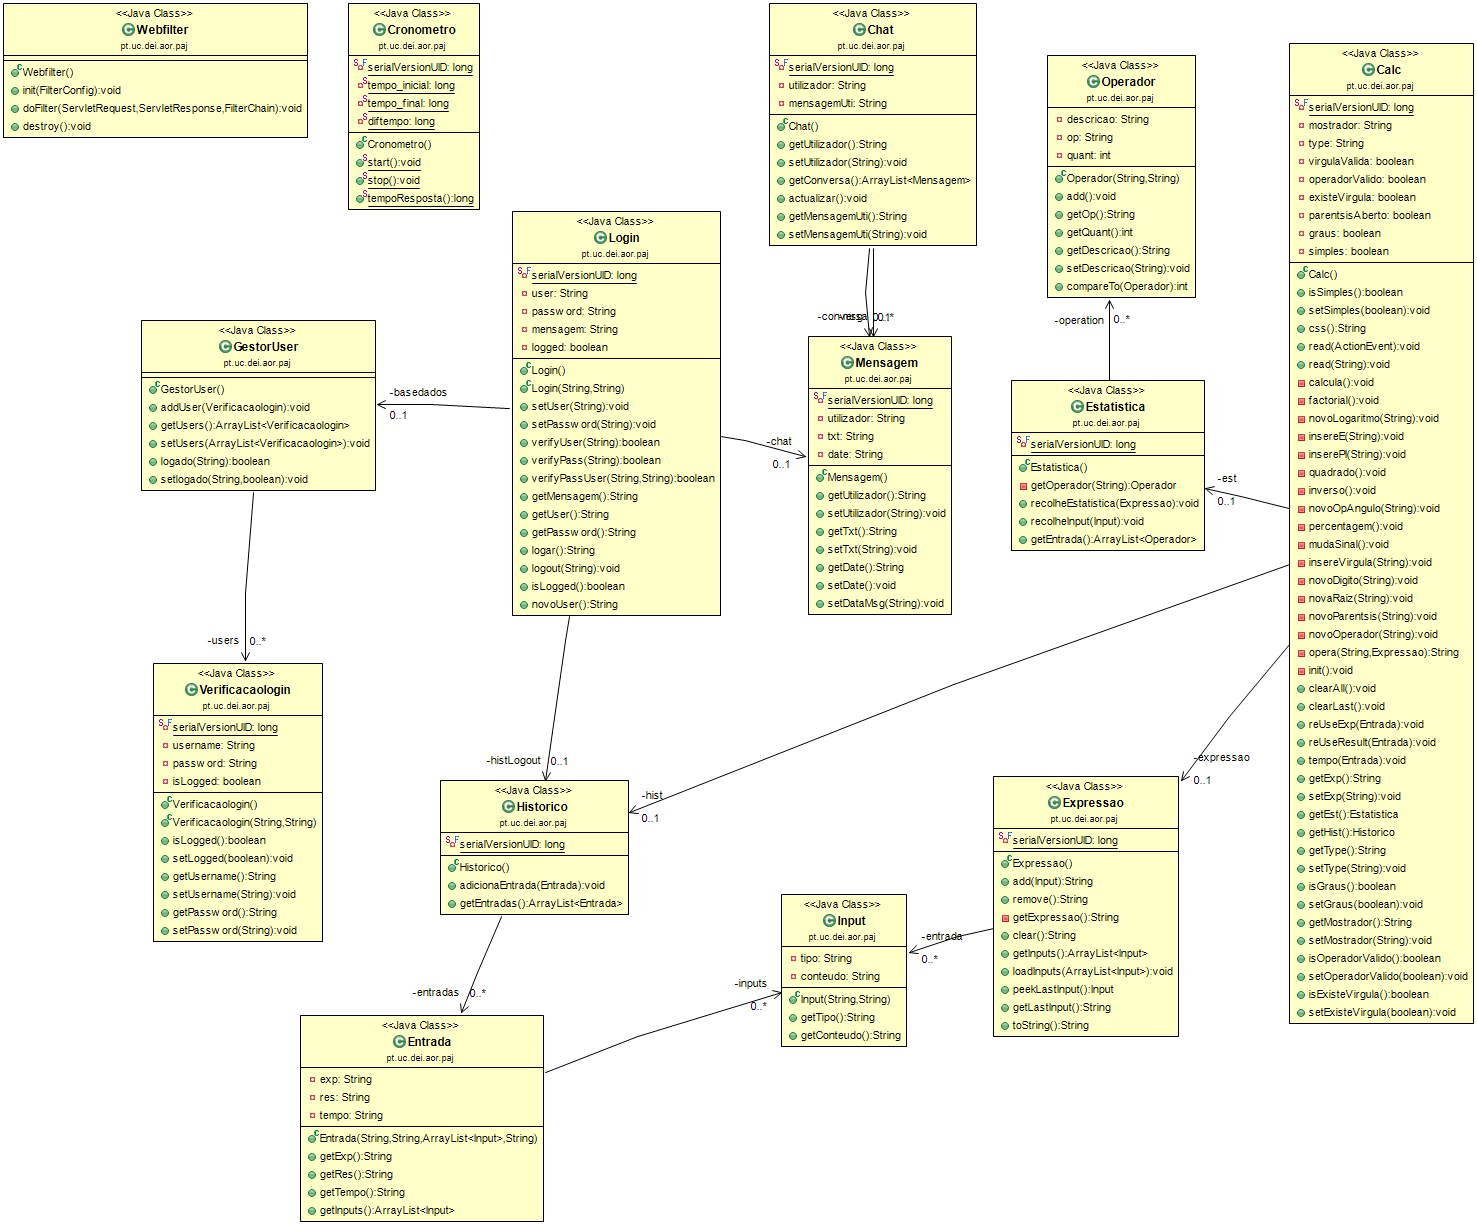 <<Java Class>>
Webfilter
pt.uc.dei.aor.paj
Webfilter()
init(FilterConfig):void
doFilter(ServletRequest,ServletResponse,FilterChain):void
destroy():void
<<Java Class>>
Cronometro
pt.uc.dei.aor.paj
serialVersionUID: long
tempo_inicial: long
tempo_final: long
diftempo: long
Cronometro()
start():void
stop():void
tempoResposta():long
<<Java Class>>
Chat
pt.uc.dei.aor.paj
serialVersionUID: long
utilizador: String
mensagemUti: String
Chat()
getUtilizador():String
setUtilizador(String):void
getConversa():ArrayList<Mensagem>
actualizar():void
getMensagemUti():String
setMensagemUti(String):void
<<Java Class>>
Operador
pt.uc.dei.aor.paj
descricao: String
op: String
quant: int
Operador(String,String)
add():void
getOp():String
getQuant():int
getDescricao():String
setDescricao(String):void
compareTo(Operador):int
<<Java Class>>
Calc
pt.uc.dei.aor.paj
serialVersionUID: long
mostrador: String
type: String
virgulaValida: boolean
operadorValido: boolean
existeVirgula: boolean
parentsisAberto: boolean
graus: boolean
simples: boolean
Calc()
isSimples():boolean
setSimples(boolean):void
css():String
read(ActionEvent):void
read(String):void
calcula():void
factorial():void
novoLogaritmo(String):void
insereE(String):void
inserePI(String):void
quadrado():void
inverso():void
novoOpAngulo(String):void
percentagem():void
mudaSinal():void
insereVirgula(String):void
novoDigito(String):void
novaRaiz(String):void
novoParentsis(String):void
novoOperador(String):void
opera(String,Expressao):String
init():void
clearAll():void
clearLast():void
reUseExp(Entrada):void
reUseResult(Entrada):void
tempo(Entrada):void
getExp():String
setExp(String):void
getEst():Estatistica
getHist():Historico
getType():String
setType(String):void
isGraus():boolean
setGraus(boolean):void
getMostrador():String
setMostrador(String):void
isOperadorValido():boolean
setOperadorValido(boolean):void
isExisteVirgula():boolean
setExisteVirgula(boolean):void
<<Java Class>>
Login
pt.uc.dei.aor.paj
serialVersionUID: long
user: String
password: String
mensagem: String
logged: boolean
Login()
Login(String,String)
setUser(String):void
setPassword(String):void
verifyUser(String):boolean
verifyPass(String):boolean
verifyPassUser(String,String):boolean
getMensagem():String
getUser():String
getPassword():String
logar():String
logout(String):void
isLogged():boolean
novoUser():String
<<Java Class>>
GestorUser
pt.uc.dei.aor.paj
GestorUser()
addUser(Verificacaologin):void
getUsers():ArrayList<Verificacaologin>
setUsers(ArrayList<Verificacaologin>):void
logado(String):boolean
setlogado(String,boolean):void
-basedados
0..1
-chat
0..1
-operation
0..*
<<Java Class>>
Mensagem
pt.uc.dei.aor.paj
serialVersionUID: long
utilizador: String
txt: String
date: String
Mensagem()
getUtilizador():String
setUtilizador(String):void
getTxt():String
setTxt(String):void
getDate():String
setDate():void
setDataMsg(String):void
<<Java Class>>
Estatistica
pt.uc.dei.aor.paj
serialVersionUID: long
Estatistica()
getOperador(String):Operador
recolheEstatistica(Expressao):void
recolheInput(Input):void
getEntrada():ArrayList<Operador>
-est
0..1
-users 0..*
<<Java Class>>
Verificacaologin
pt.uc.dei.aor.paj
serialVersionUID: long
username: String
password: String
isLogged: boolean
Verificacaologin()
Verificacaologin(String,String)
isLogged():boolean
setLogged(boolean):void
getUsername():String
setUsername(String):void
getPassword():String
setPassword(String):void
-histLogout 0..1
-hist
0..1
-expressao
0..1
<<Java Class>>
Historico
pt.uc.dei.aor.paj
serialVersionUID: long
Historico()
adicionaEntrada(Entrada):void
getEntradas():ArrayList<Entrada>
<<Java Class>>
Expressao
pt.uc.dei.aor.paj
serialVersionUID: long
Expressao()
add(Input):String
remove():String
getExpressao():String
clear():String
getInputs():ArrayList<Input>
loadInputs(ArrayList<Input>):void
peekLastInput():Input
getLastInput():String
toString():String
<<Java Class>>
Input
pt.uc.dei.aor.paj
tipo: String
conteudo: String
Input(String,String)
getTipo():String
getConteudo():String
-entrada
0..*
-inputs
0..*
-entradas 0..*
<<Java Class>>
Entrada
pt.uc.dei.aor.paj
exp: String
res: String
tempo: String
Entrada(String,String,ArrayList<Input>,String)
getExp():String
getRes():String
getTempo():String
getInputs():ArrayList<Input>